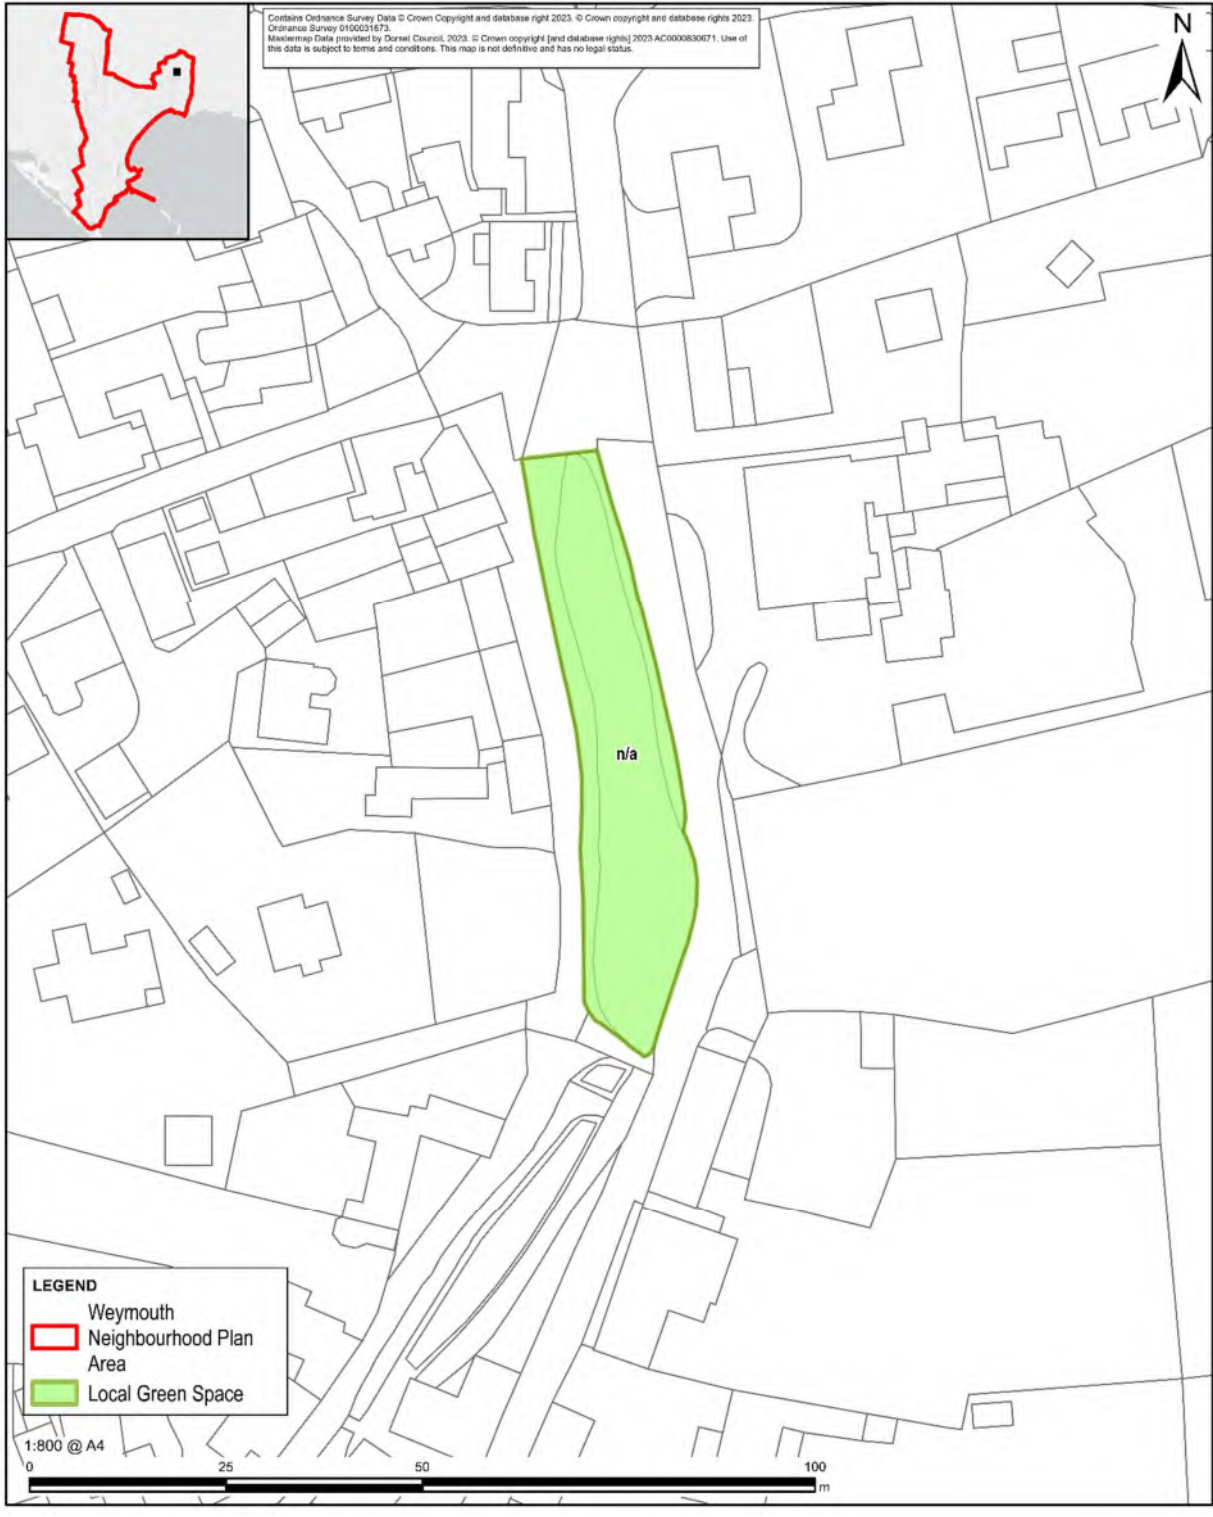 Contains Ordnance Survey Data © Crown Copyright and database right 2023. © Crown copyright and database rights 2023.
Ordnance Survey 0100031673.
Mastermap Data provided by Dorset Council, 2023. © Crown copyright [and database rights] 2023 AC0000830671. Use of
this data is subject to terms and conditions. This map is not definitive and has no legal status.
N
n/a
LEGEND
Weymouth
Neighbourhood Plan
Area
Local Green Space
1:800 @ A4
0 25 50 100
m